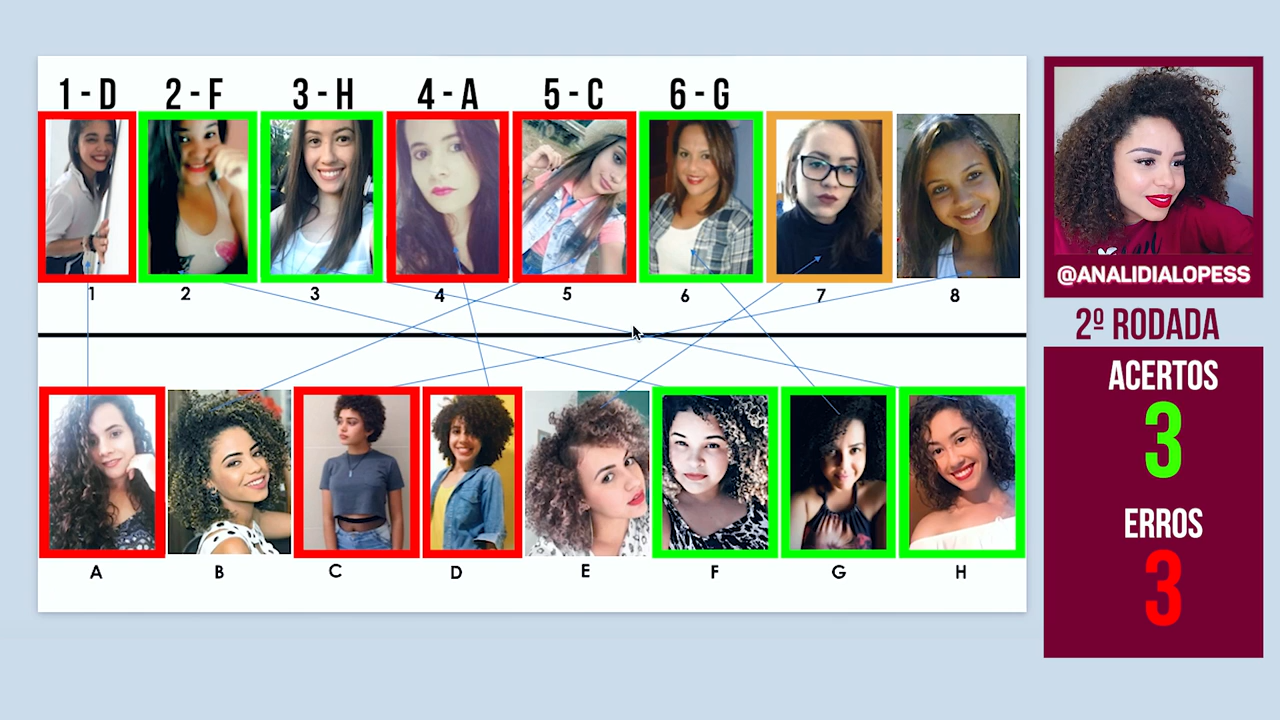 1 - D 2 - F 3 - H 4 - A 5 - C 6 - G
1 2 3 4 5 6 7 8
A B C D E F G H
@ANALIDIALOPESS
2º RODADA
ACERTOS
3
ERROS
3